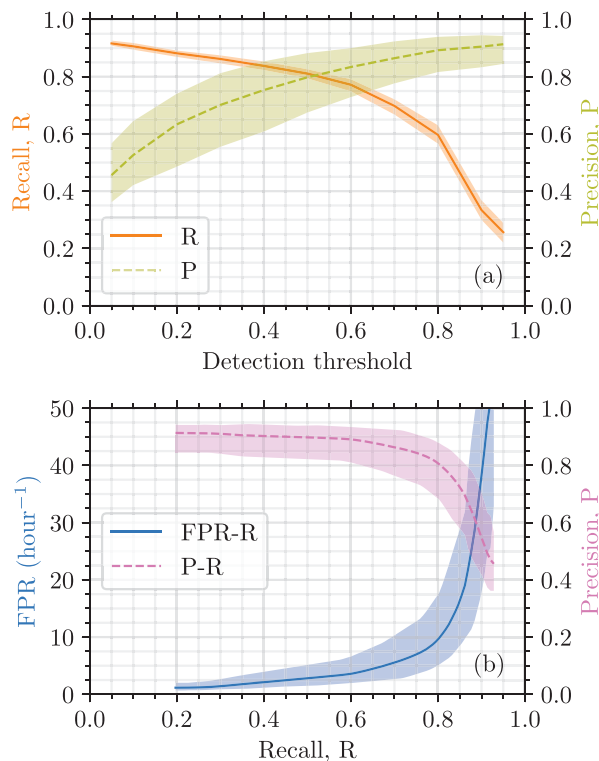 1.0 1.0
0.8 0.8
0.6 0.6
0.4 0.4
0.2 0.2
0.0 0.0
Recall, R
Precision, P
R
P
(a)
0.0 0.2 0.4 0.6 0.8 1.0
Detection threshold
50 1.0
40 0.8
30 0.6
20 0.4
10 0.2
0 0.0
FPR (hour⁻¹)
Precision, P
FPR-R
P-R
(b)
0.0 0.2 0.4 0.6 0.8 1.0
Recall, R